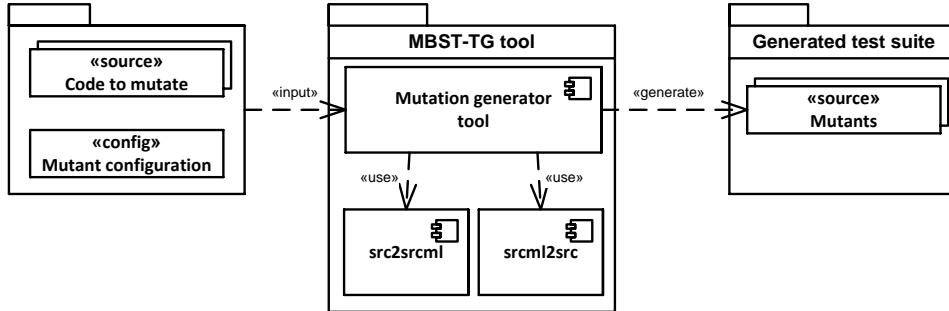 «source»
Code to mutate
«config»
Mutant configuration
«input»
MBST-TG tool
Mutation generator
tool
«use»
«use»
src2srcml
srcml2src
«generate»
Generated test suite
«source»
Mutants